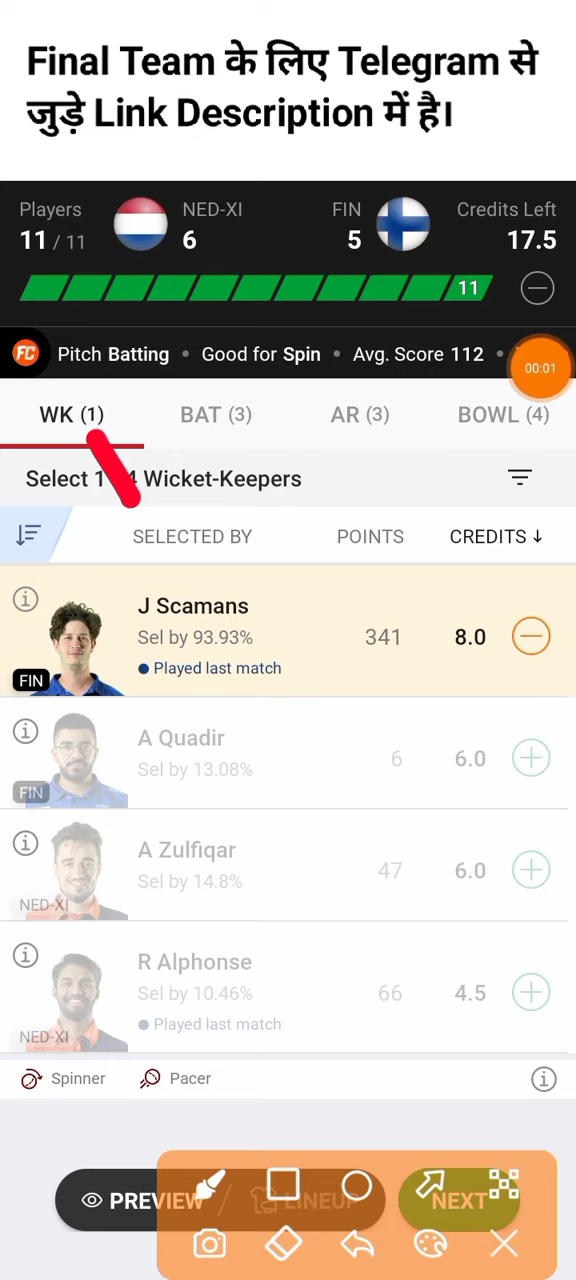 Final Team के लिए Telegram से
जुड़े Link Description में है।
Players NED-XI FIN Credits Left
11 / 11 6 5 17.5
11
FC Pitch Batting • Good for Spin • Avg. Score 112 •
00:01
WK (1) BAT (3) AR (3) BOWL (4)
Select 1 4 Wicket-Keepers
SELECTED BY POINTS CREDITS ↓
J Scamans
Sel by 93.93% 341 8.0
Played last match
FIN
A Quadir
Sel by 13.08% 6 6.0
FIN
A Zulfiqar
Sel by 14.8% 47 6.0
NED-XI
R Alphonse
Sel by 10.46% 66 4.5
Played last match
NED-XI
Spinner Pacer
PREVIEW / LINEUP NEXT